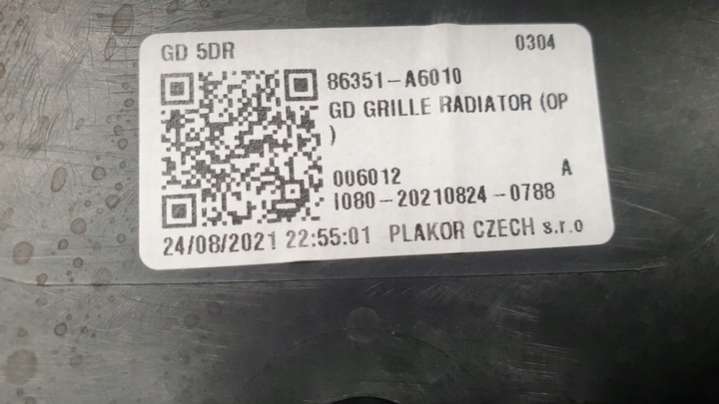 GD 5DR 0304
86351-A6010
GD GRILLE RADIATOR (OP
)
006012 A
I080-20210824-0788
24/08/2021 22:55:01 PLAKOR CZECH s.r.o